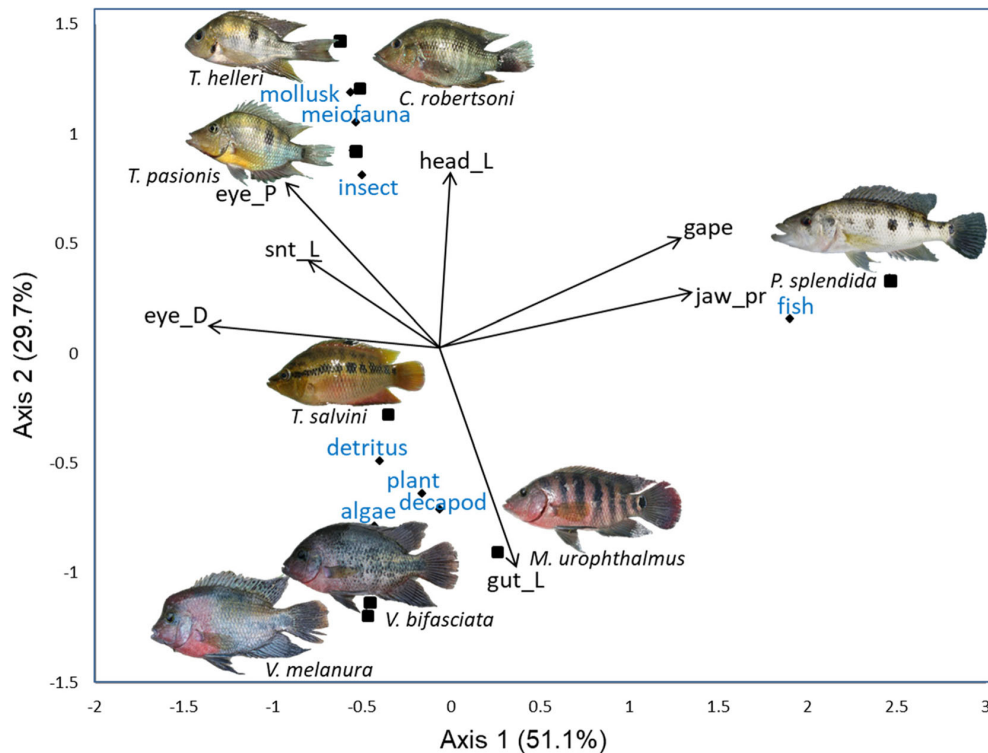 1.5
T. helleri
C. robertsoni
mollusk
meiofauna
1
T. pasionis
insect
head_L
eye_P
0.5
gape
snt_L
P. splendida
jaw_pr
fish
eye_D
0
T. salvini
detritus
-0.5
plant
decapod
algae
M. urophthalmus
-1
gut_L
V. bifasciata
V. melanura
-1.5
-2
-1.5
-1
-0.5
0
0.5
1
1.5
2
2.5
3
Axis 1 (51.1%)
Axis 2 (29.7%)